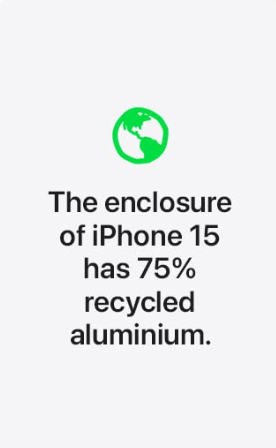 The enclosure
of iPhone 15
has 75%
recycled
aluminium.